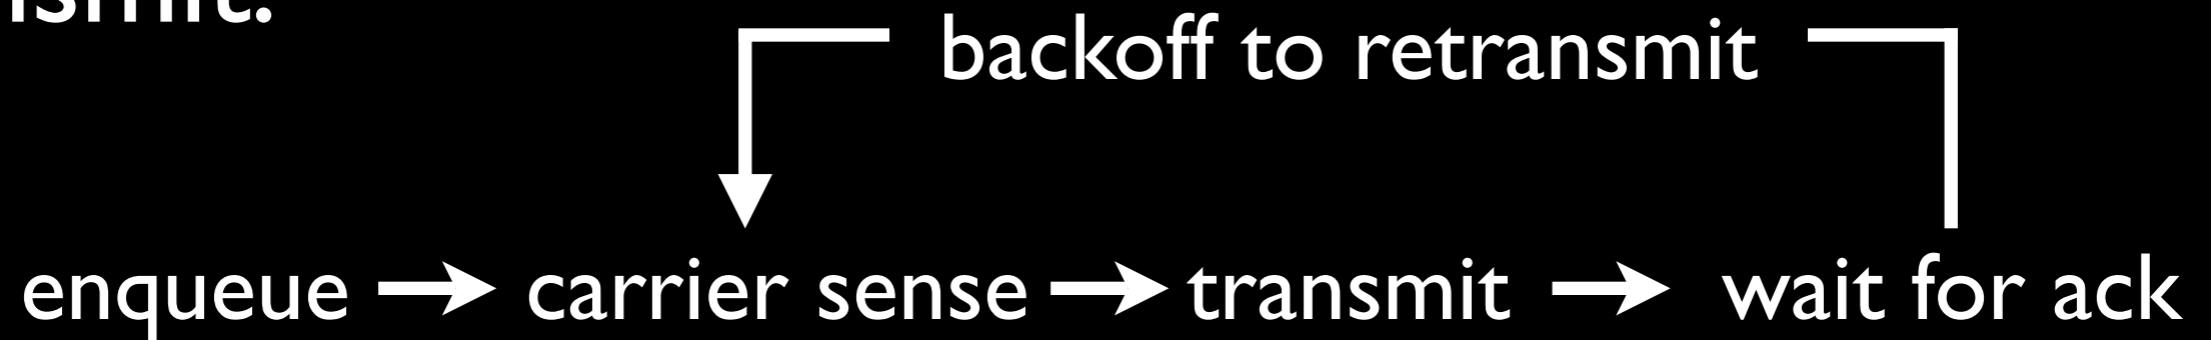 backoff to retransmit
enqueue → carrier sense → transmit → wait for ack